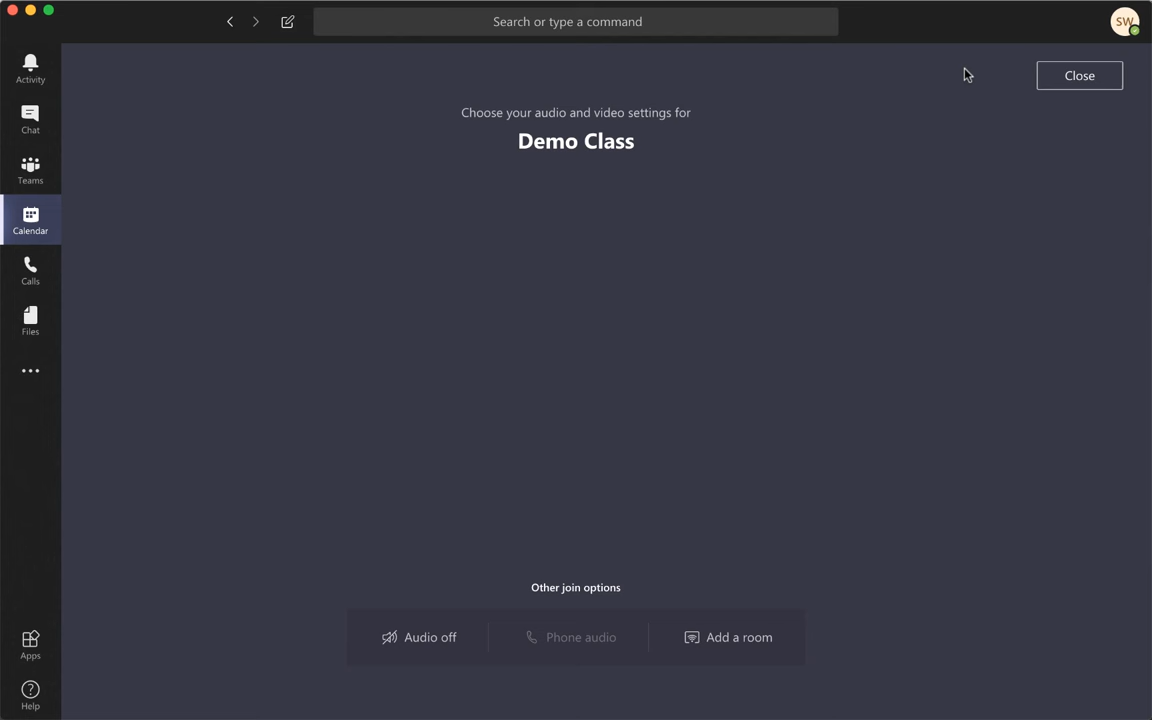 Search or type a command
SW
Activity
Chat
Teams
Calendar
Calls
Files
Apps
Help
Close
Choose your audio and video settings for
Demo Class
Other join options
Audio off
Phone audio
Add a room